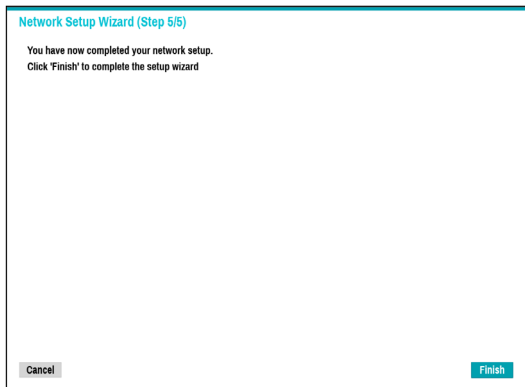 Network Setup Wizard (Step 5/5)
You have now completed your network setup.
Click 'Finish' to complete the setup wizard
Cancel
Finish